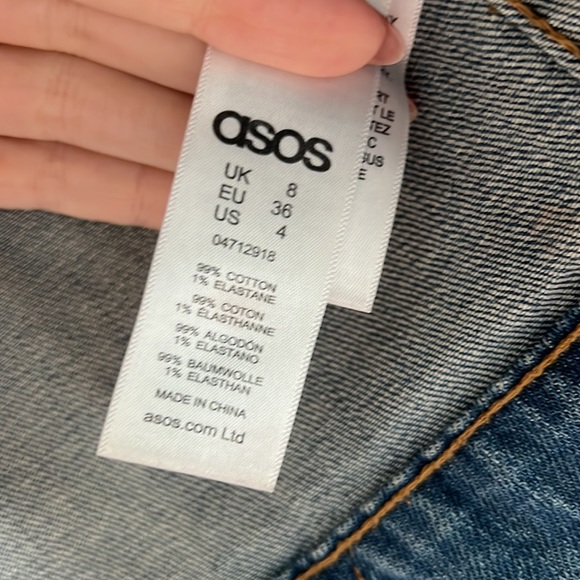 asos
UK 8
EU 36
US 4
04712918
99% COTTON
1% ELASTANE
99% COTON
1% ÉLASTHANNE
99% ALGODÓN
1% ELASTANO
99% BAUMWOLLE
1% ELASTHAN
MADE IN CHINA
asos.com Ltd